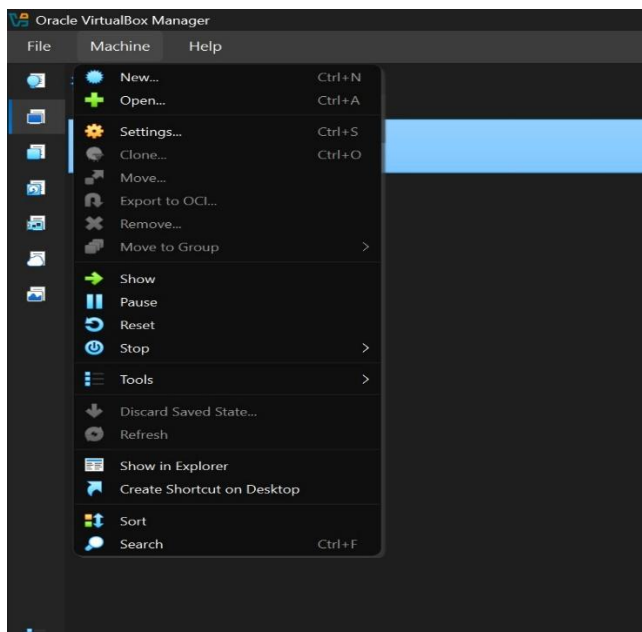 Oracle VirtualBox Manager
File Machine Help
New... Ctrl+N
Open... Ctrl+A
Settings... Ctrl+S
Clone... Ctrl+O
Move...
Export to OCI...
Remove...
Move to Group >
Show
Pause
Reset
Stop >
Tools >
Discard Saved State...
Refresh
Show in Explorer
Create Shortcut on Desktop
Sort
Search Ctrl+F